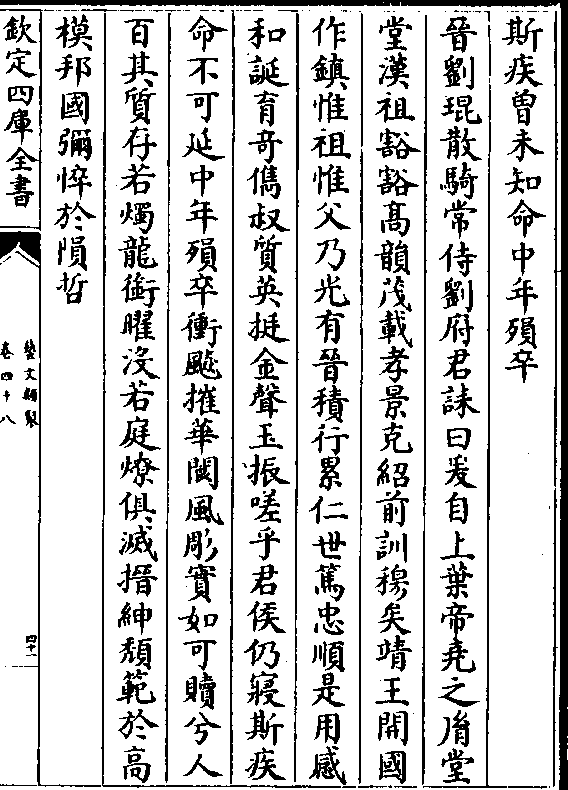 斯疾曾未知命中年殞卒
晉劉琨散騎常侍劉府君誄曰爰自上葉帝堯之胤堂
堂漢祖豁豁髙韻茂載孝景克紹前訓穆矣靖王開國
作鎮惟祖惟父乃光有晉積行累仁世篤忠順是用感
和誕育奇儁叔質英挺金聲玉振嗟乎君侯仍寢斯疾
命不可延中年殞卒衝飈摧華閶風彫實如可贖兮人
百其質存若燭龍銜曜没若庭燎俱滅搢紳頽範於高
模邦國彌悴於隕哲
欽定四庫全書
藝文類聚
卷四十八
四十一